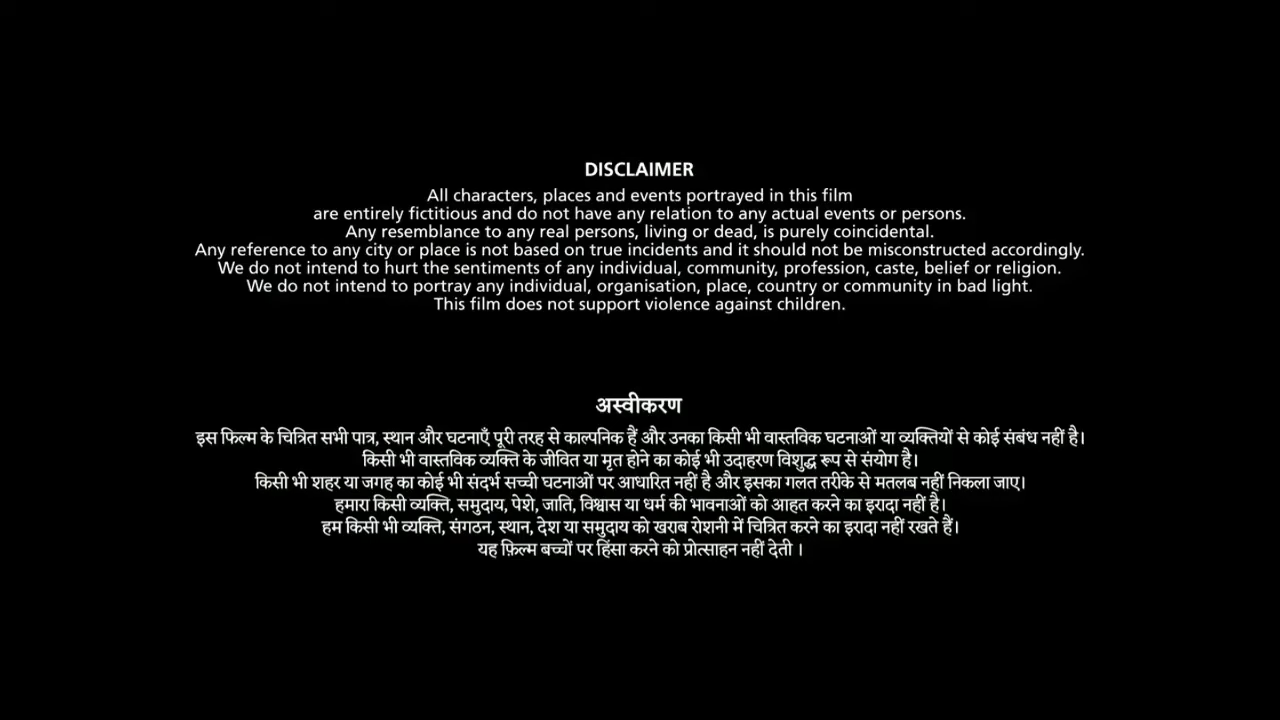 DISCLAIMER
All characters, places and events portrayed in this film
are entirely fictitious and do not have any relation to any actual events or persons.
Any resemblance to any real persons, living or dead, is purely coincidental.
Any reference to any city or place is not based on true incidents and it should not be misconstructed accordingly.
We do not intend to hurt the sentiments of any individual, community, profession, caste, belief or religion.
We do not intend to portray any individual, organisation, place, country or community in bad light.
This film does not support violence against children.
अस्वीकरण
इस फिल्म के चित्रित सभी पात्र, स्थान और घटनाएँ पूरी तरह से काल्पनिक हैं और उनका किसी भी वास्तविक घटनाओं या व्यक्तियों से कोई संबंध नहीं है।
किसी भी वास्तविक व्यक्ति के जीवित या मृत होने का कोई भी उदाहरण विशुद्ध रूप से संयोग है।
किसी भी शहर या जगह का कोई भी संदर्भ सच्ची घटनाओं पर आधारित नहीं है और इसका गलत तरीके से मतलब नहीं निकला जाए।
हमारा किसी व्यक्ति, समुदाय, पेशे, जाति, विश्वास या धर्म की भावनाओं को आहत करने का इरादा नहीं है।
हम किसी भी व्यक्ति, संगठन, स्थान, देश या समुदाय को खराब रोशनी में चित्रित करने का इरादा नहीं रखते हैं।
यह फ़िल्म बच्चों पर हिंसा करने को प्रोत्साहन नहीं देती ।